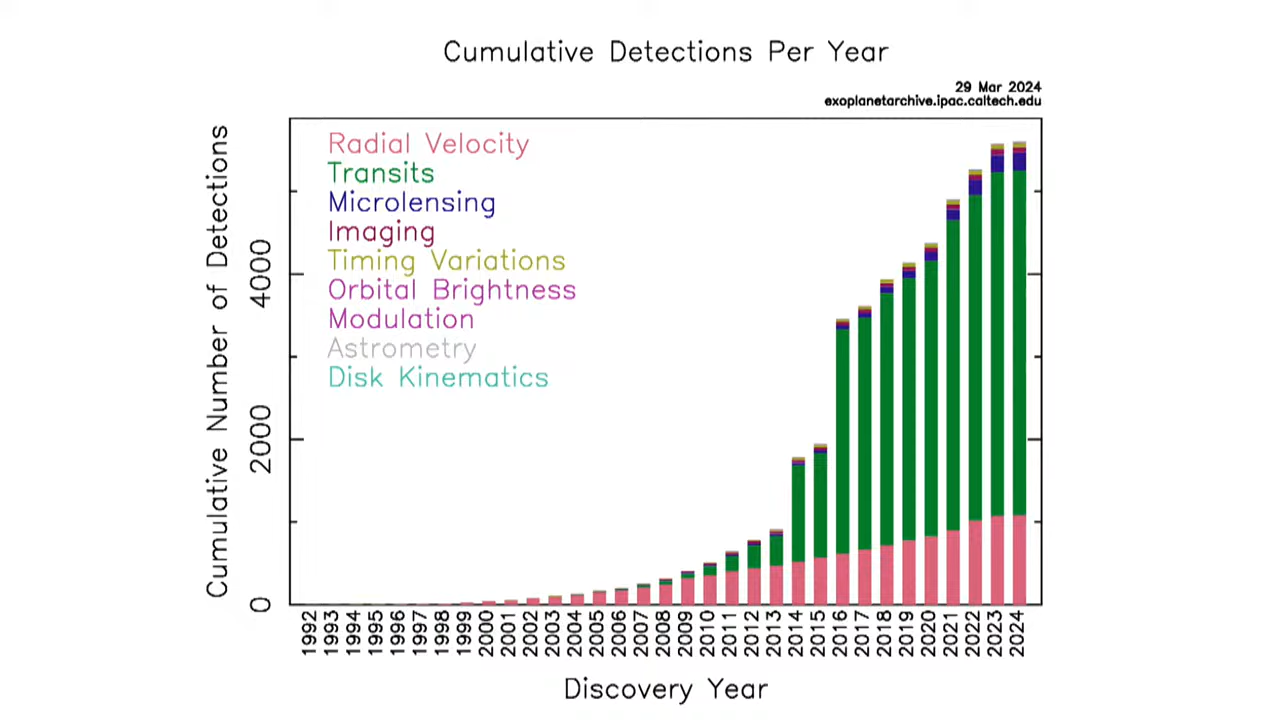 Cumulative Detections Per Year
29 Mar 2024
exoplanetarchive.ipac.caltech.edu
Radial Velocity
Transits
Microlensing
Imaging
Timing Variations
Orbital Brightness
Modulation
Astrometry
Disk Kinematics
Cumulative Number of Detections
4000
2000
0
1992 1993 1994 1995 1996 1997 1998 1999 2000 2001 2002 2003 2004 2005 2006 2007 2008 2009 2010 2011 2012 2013 2014 2015 2016 2017 2018 2019 2020 2021 2022 2023 2024
Discovery Year